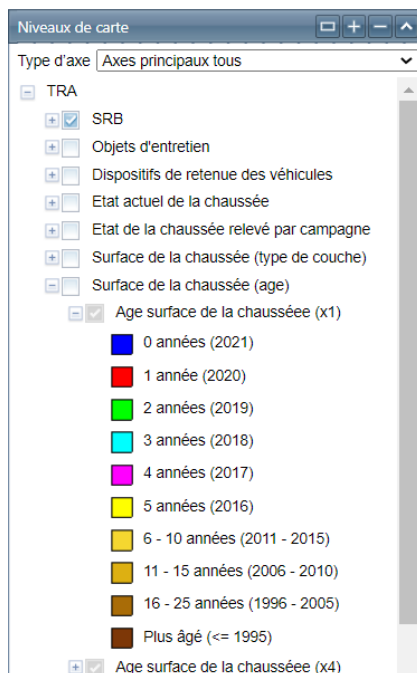 Niveaux de carte
Type d'axe Axes principaux tous
TRA
SRB
Objets d'entretien
Dispositifs de retenue des véhicules
Etat actuel de la chaussée
Etat de la chaussée relevé par campagne
Surface de la chaussée (type de couche)
Surface de la chaussée (age)
Age surface de la chausséee (x1)
0 années (2021)
1 année (2020)
2 années (2019)
3 années (2018)
4 années (2017)
5 années (2016)
6 - 10 années (2011 - 2015)
11 - 15 années (2006 - 2010)
16 - 25 années (1996 - 2005)
Plus âgé (<= 1995)
Age surface de la chausséee (x4)